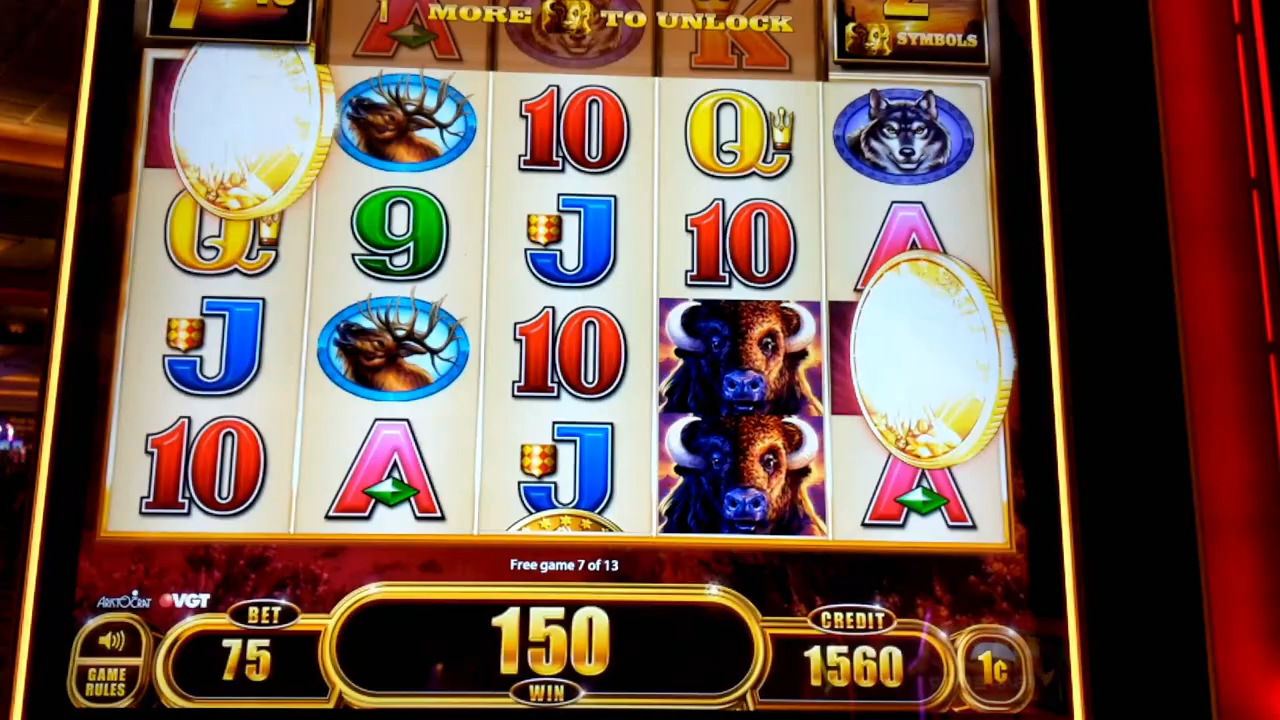 1 MORE TO UNLOCK
A K
2
SYMBOLS
10 Q
Q 9 J 10 A
J 10
10 A J A
Free game 7 of 13
ARISTOCRAT VGT
BET
75
150
WIN
CREDIT
1560
1¢
GAME
RULES